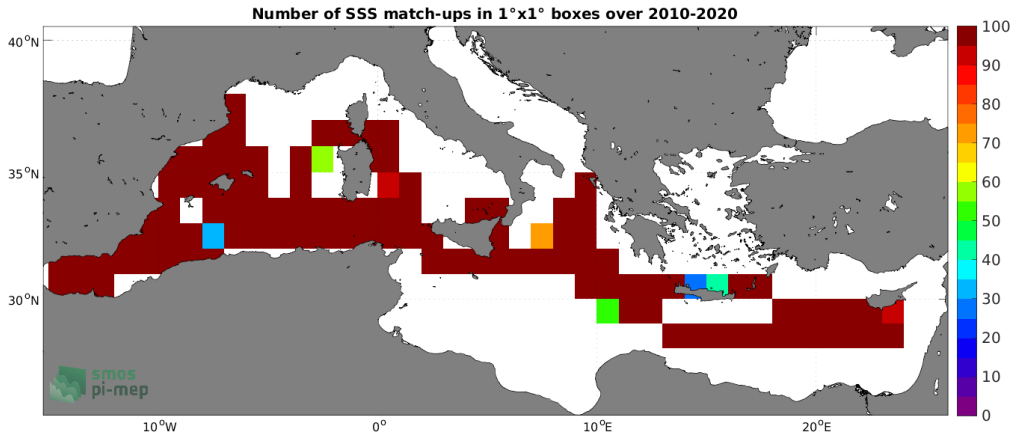 Number of SSS match-ups in 1°x1° boxes over 2010-2020
40°N
35°N
30°N
10°W
0°
10°E
20°E
100
90
80
70
60
50
40
30
20
10
0
smos
pi-mep